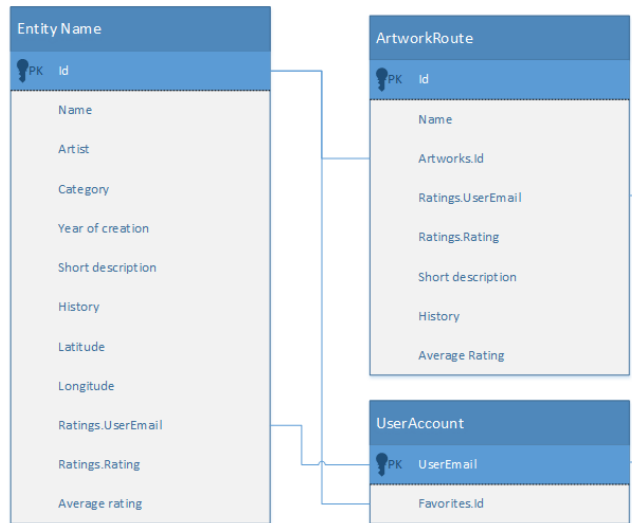 Entity Name
PK Id
Name
Artist
Category
Year of creation
Short description
History
Latitude
Longitude
Ratings.UserEmail
Ratings.Rating
Average rating
ArtworkRoute
PK Id
Name
Artworks.Id
Ratings.UserEmail
Ratings.Rating
Short description
History
Average Rating
UserAccount
PK UserEmail
Favorites.Id